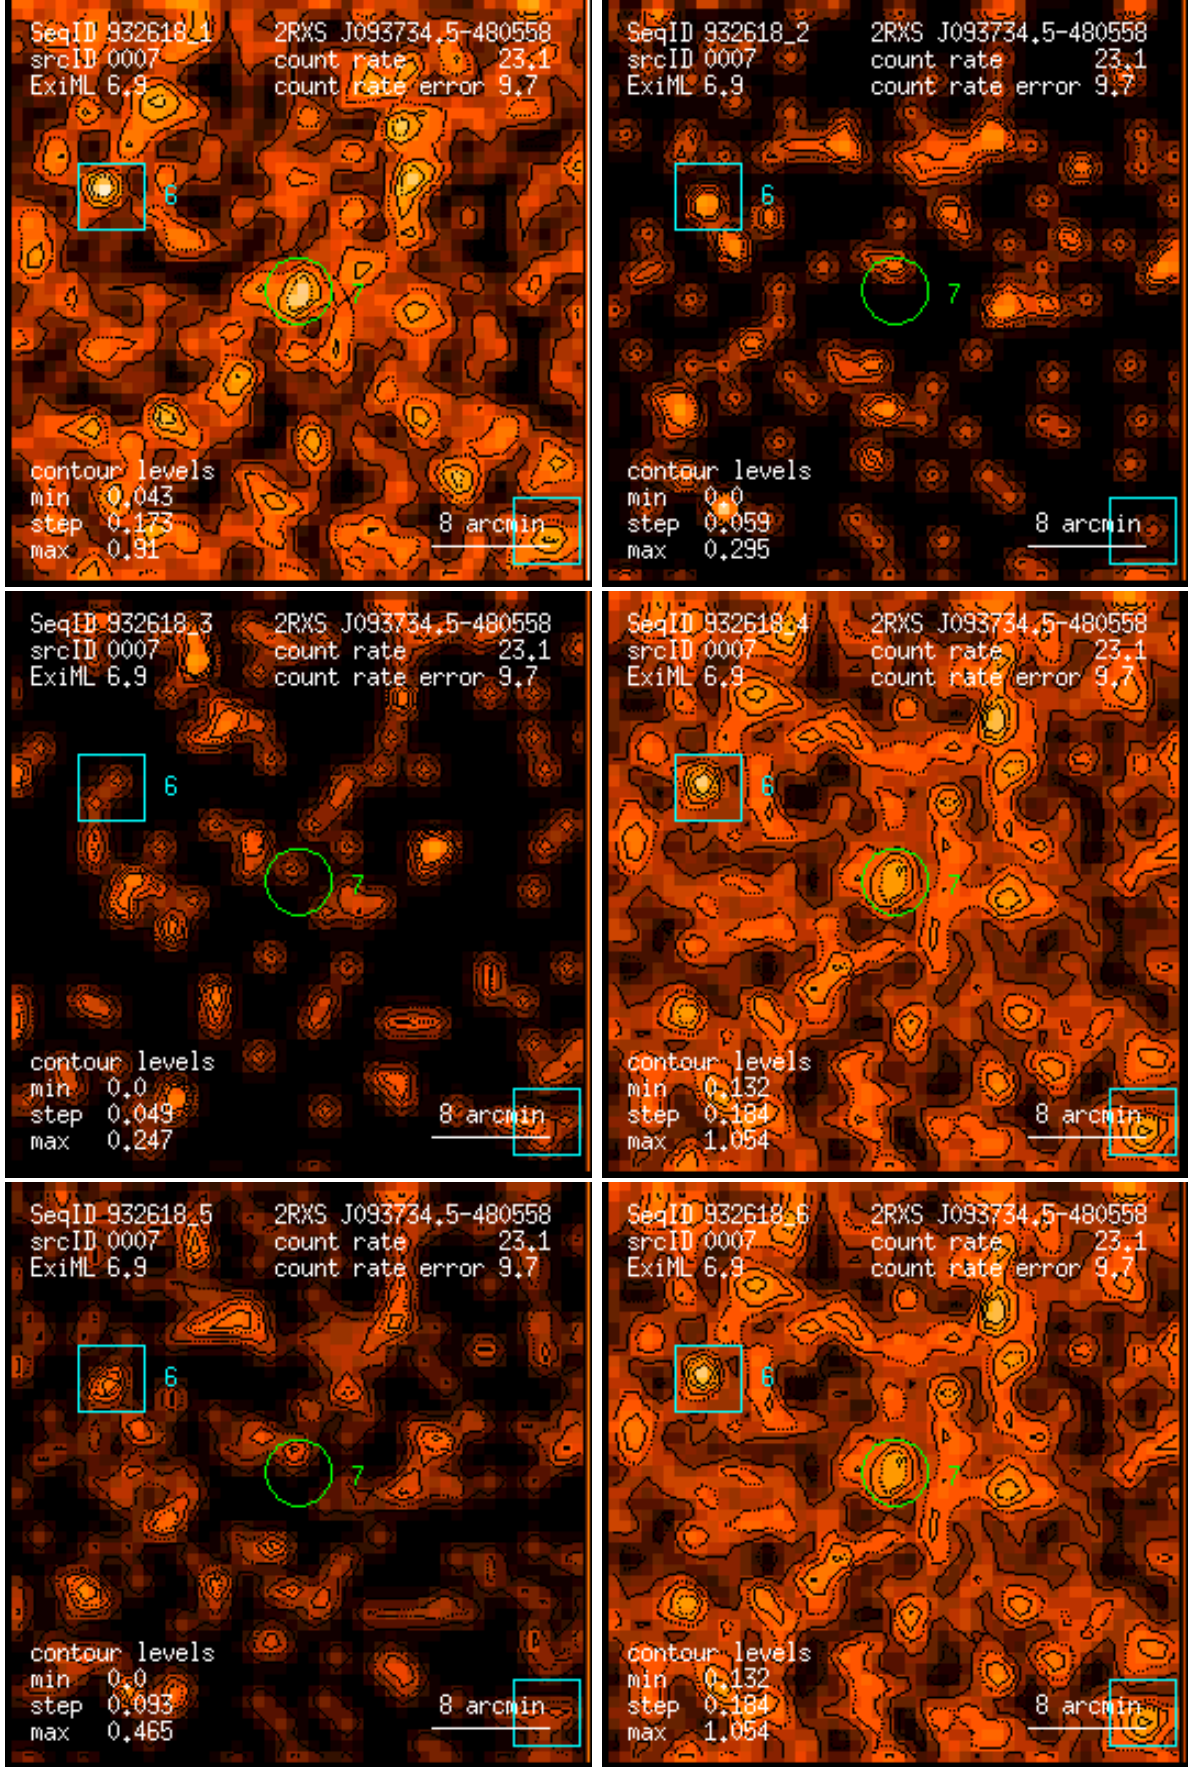 SeqID 932618_1 2RXS J093734.5-480558
srcID 0007 count rate 23.1
ExiML 6.9 count rate error 9.7
6
7
contour levels
min 0.043
step 0.173 8 arcmin
max 0.91
SeqID 932618_2 2RXS J093734.5-480558
srcID 0007 count rate 23.1
ExiML 6.9 count rate error 9.7
6
7
contour levels
min 0.0
step 0.059 8 arcmin
max 0.295
SeqID 932618_3 2RXS J093734.5-480558
srcID 0007 count rate 23.1
ExiML 6.9 count rate error 9.7
6
7
contour levels
min 0.0
step 0.049 8 arcmin
max 0.247
SeqID 932618_4 2RXS J093734.5-480558
srcID 0007 count rate 23.1
ExiML 6.9 count rate error 9.7
6
7
contour levels
min 0.132
step 0.184 8 arcmin
max 1.054
SeqID 932618_5 2RXS J093734.5-480558
srcID 0007 count rate 23.1
ExiML 6.9 count rate error 9.7
6
7
contour levels
min 0.0
step 0.093 8 arcmin
max 0.465
SeqID 932618_6 2RXS J093734.5-480558
srcID 0007 count rate 23.1
ExiML 6.9 count rate error 9.7
6
7
contour levels
min 0.132
step 0.184 8 arcmin
max 1.054